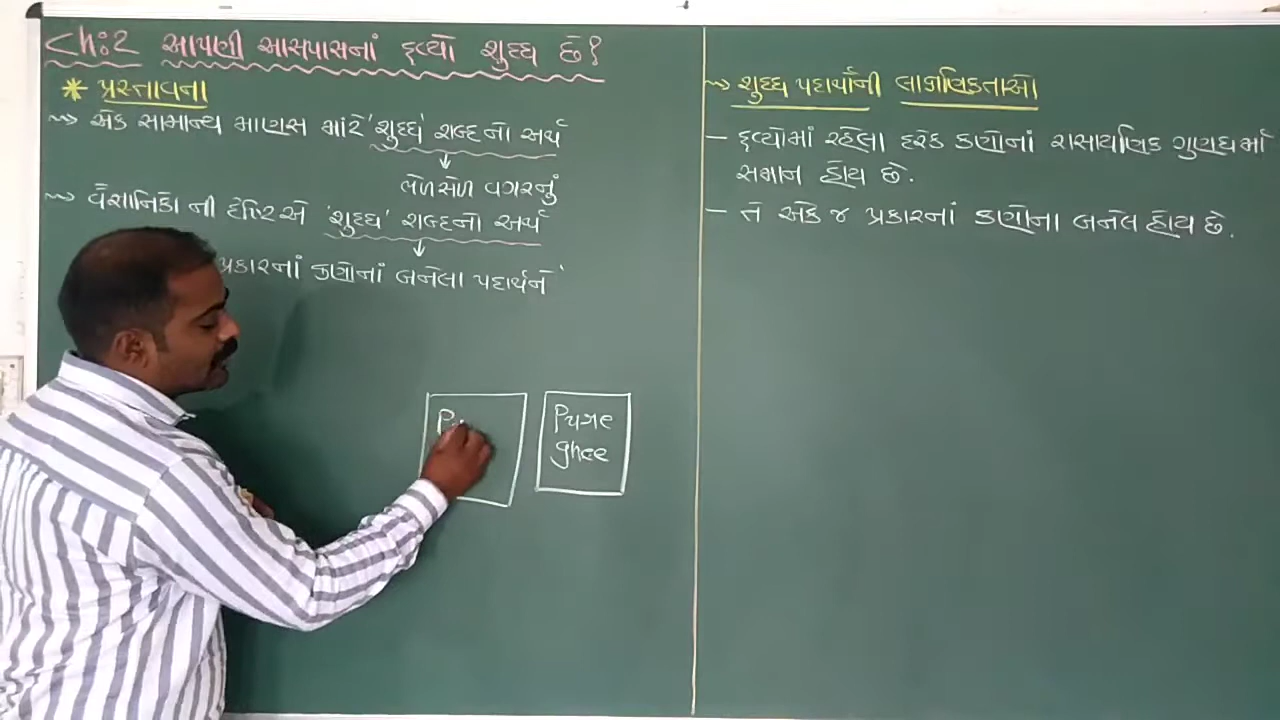 Ch:2 આપણી આસપાસનાં દ્રવ્યો શુદ્ધ છે?
* પ્રસ્તાવના
~> એક સામાન્ય માણસ માટે 'શુદ્ધ' શબ્દનો અર્થ
↓
ભેળસેળ વગરનું
~> વૈજ્ઞાનિકો ની દૃષ્ટિએ 'શુદ્ધ' શબ્દનો અર્થ
↓
પ્રકારનાં કણોનાં બનેલા પદાર્થને'
Pure
ghee
~> શુદ્ધ પદાર્થોની લાક્ષણિકતાઓ
- દ્રવ્યોમાં રહેલા દરેક કણોનાં રાસાયણિક ગુણધર્મો
સમાન હોય છે.
- તે એક જ પ્રકારનાં કણોના બનેલ હોય છે.